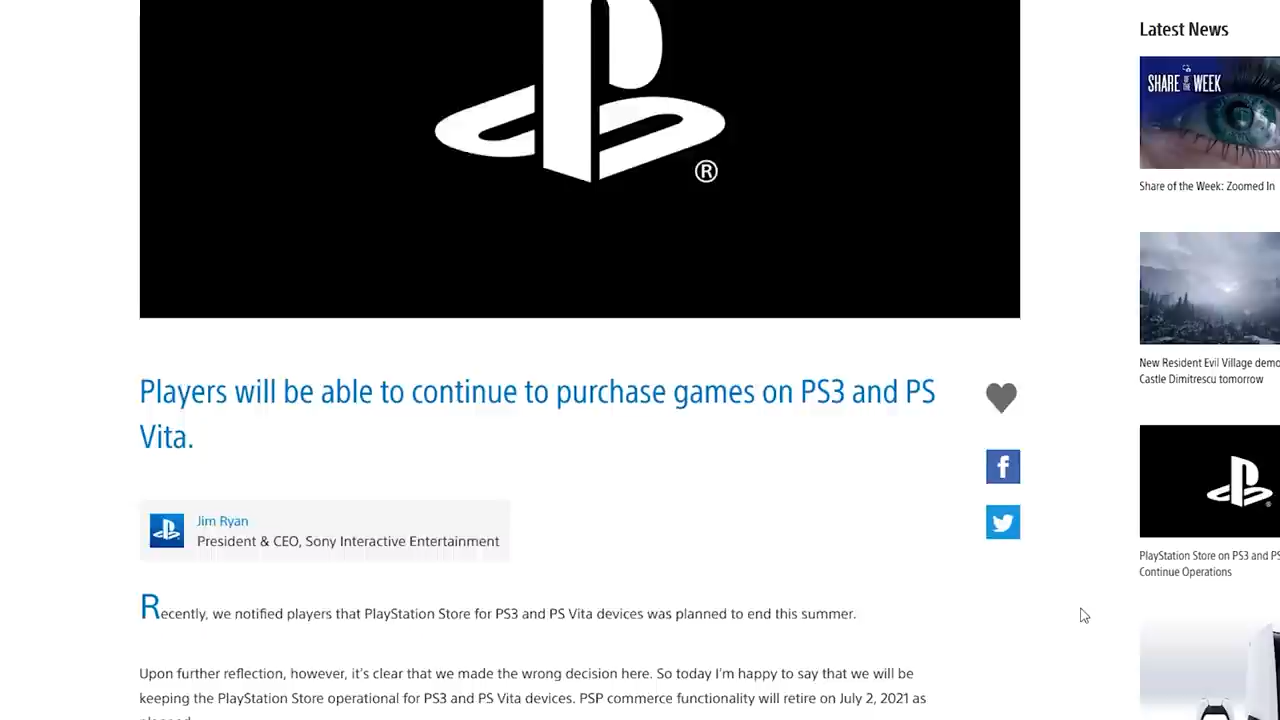 Latest News
SHARE OF THE WEEK
Share of the Week: Zoomed In
®
New Resident Evil Village demo
Castle Dimitrescu tomorrow
Players will be able to continue to purchase games on PS3 and PS
Vita.
f
Jim Ryan
President & CEO, Sony Interactive Entertainment
PlayStation Store on PS3 and PS
Continue Operations
Recently, we notified players that PlayStation Store for PS3 and PS Vita devices was planned to end this summer.
Upon further reflection, however, it's clear that we made the wrong decision here. So today I'm happy to say that we will be
keeping the PlayStation Store operational for PS3 and PS Vita devices. PSP commerce functionality will retire on July 2, 2021 as